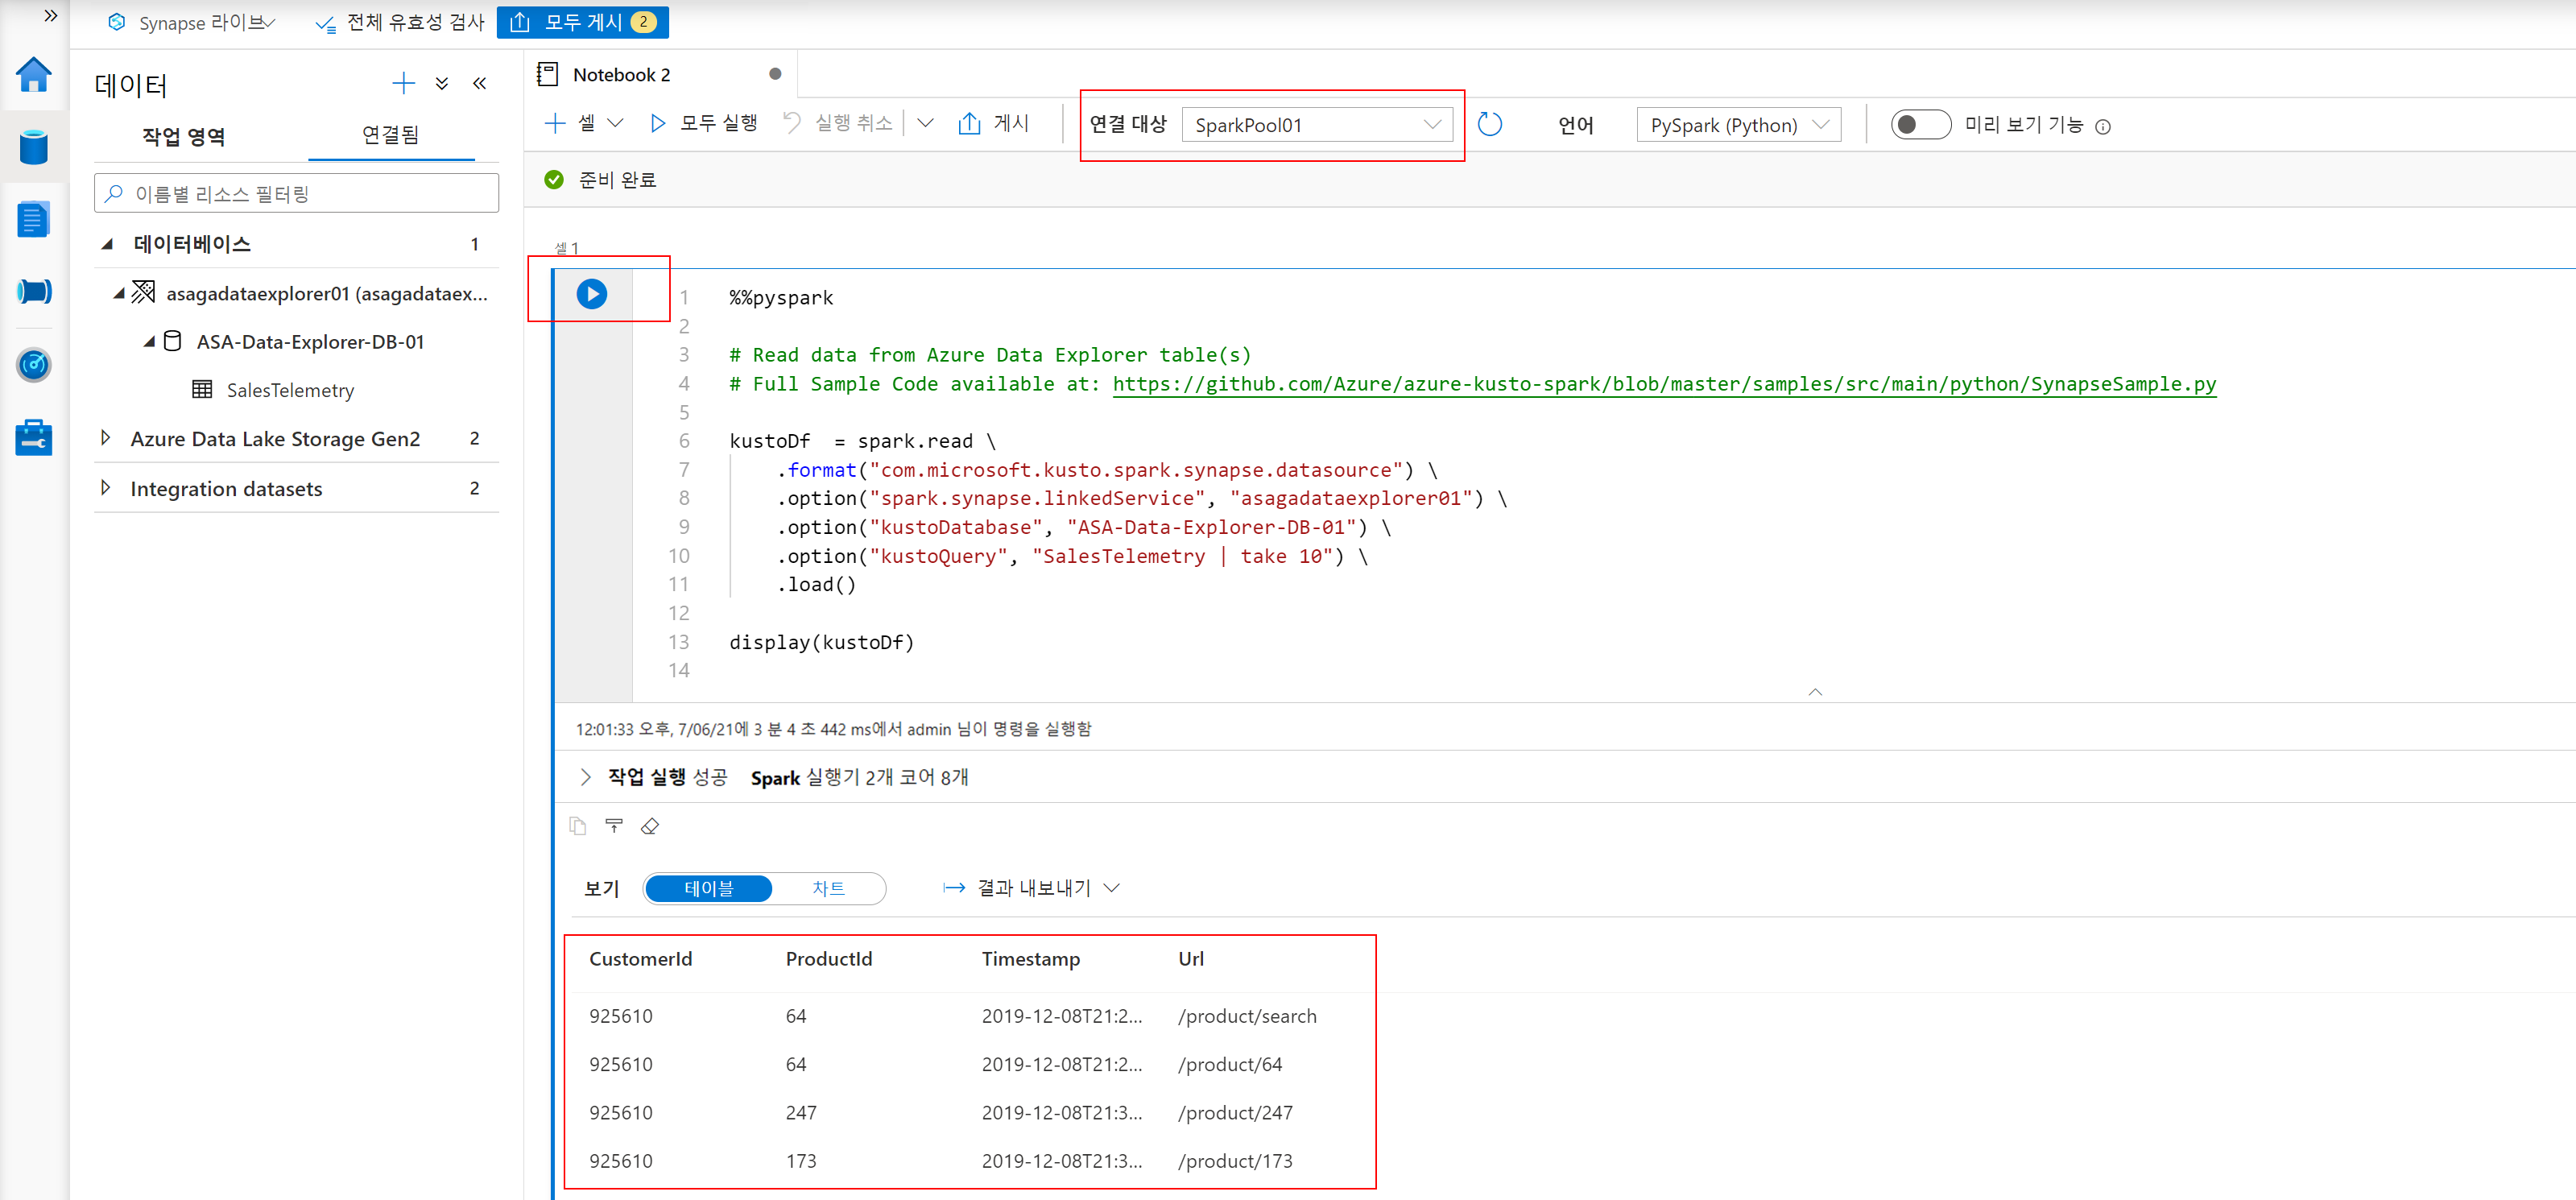 Synapse 라이브
전체 유효성 검사
모두 게시 2
데이터
작업 영역
연결됨
이름별 리소스 필터링
데이터베이스 1
asagadataexplorer01 (asagadataex...
ASA-Data-Explorer-DB-01
SalesTelemetry
Azure Data Lake Storage Gen2 2
Integration datasets 2
Notebook 2
셀 모두 실행 실행 취소 게시 연결 대상 SparkPool01 언어 PySpark (Python) 미리 보기 기능
준비 완료
셀 1
1 %%pyspark
2
3 # Read data from Azure Data Explorer table(s)
4 # Full Sample Code available at: https://github.com/Azure/azure-kusto-spark/blob/master/samples/src/main/python/SynapseSample.py
5
6 kustoDf  = spark.read \
7 .format("com.microsoft.kusto.spark.synapse.datasource") \
8 .option("spark.synapse.linkedService", "asagadataexplorer01") \
9 .option("kustoDatabase", "ASA-Data-Explorer-DB-01") \
10 .option("kustoQuery", "SalesTelemetry | take 10") \
11 .load()
12
13 display(kustoDf)
14
12:01:33 오후, 7/06/21에 3 분 4 초 442 ms에서 admin 님이 명령을 실행함
작업 실행 성공 Spark 실행기 2개 코어 8개
보기 테이블 차트 결과 내보내기
CustomerId ProductId Timestamp Url
925610 64 2019-12-08T21:2... /product/search
925610 64 2019-12-08T21:2... /product/64
925610 247 2019-12-08T21:3... /product/247
925610 173 2019-12-08T21:3... /product/173